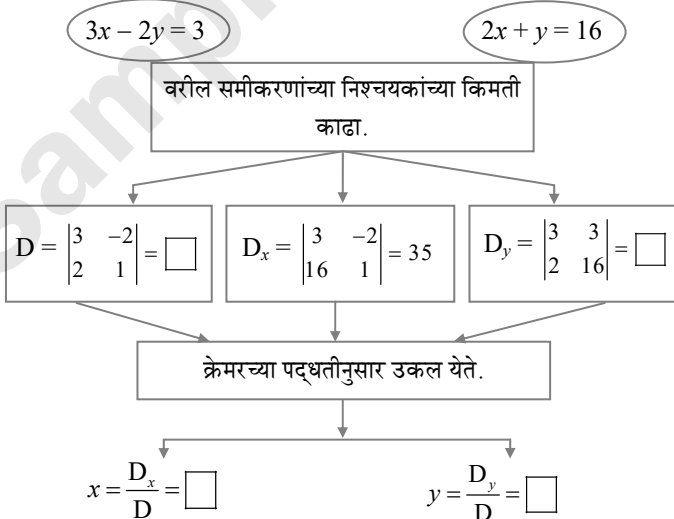 3x – 2y = 3 2x + y = 16
वरील समीकरणांच्या निश्चयकांच्या किमती
काढा.
D = |3 −2; 2 1| = □ Dx = |3 −2; 16 1| = 35 Dy = |3 3; 2 16| = □
क्रेमरच्या पद्धतीनुसार उकल येते.
x = Dx/D = □ y = Dy/D = □